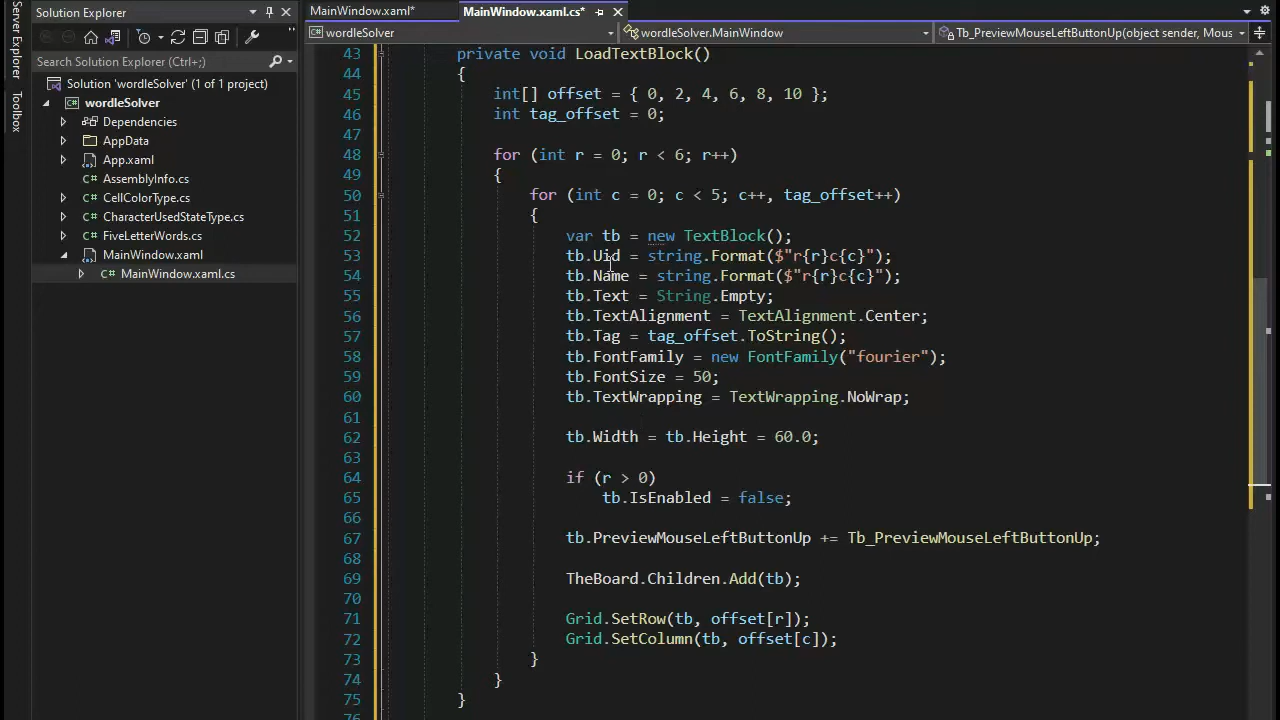 Solution Explorer
MainWindow.xaml*
MainWindow.xaml.cs*
wordleSolver
wordleSolver.MainWindow
Tb_PreviewMouseLeftButtonUp(object sender, Mous
Server Explorer
Toolbox
Search Solution Explorer (Ctrl+;)
Solution 'wordleSolver' (1 of 1 project)
wordleSolver
Dependencies
AppData
App.xaml
AssemblyInfo.cs
CellColorType.cs
CharacterUsedStateType.cs
FiveLetterWords.cs
MainWindow.xaml
MainWindow.xaml.cs
43 private void LoadTextBlock()
44 {
45 int[] offset = { 0, 2, 4, 6, 8, 10 };
46 int tag_offset = 0;
47
48 for (int r = 0; r < 6; r++)
49 {
50 for (int c = 0; c < 5; c++, tag_offset++)
51 {
52 var tb = new TextBlock();
53 tb.Uid = string.Format($"r{r}c{c}");
54 tb.Name = string.Format($"r{r}c{c}");
55 tb.Text = String.Empty;
56 tb.TextAlignment = TextAlignment.Center;
57 tb.Tag = tag_offset.ToString();
58 tb.FontFamily = new FontFamily("fourier");
59 tb.FontSize = 50;
60 tb.TextWrapping = TextWrapping.NoWrap;
61
62 tb.Width = tb.Height = 60.0;
63
64 if (r > 0)
65 tb.IsEnabled = false;
66
67 tb.PreviewMouseLeftButtonUp += Tb_PreviewMouseLeftButtonUp;
68
69 TheBoard.Children.Add(tb);
70
71 Grid.SetRow(tb, offset[r]);
72 Grid.SetColumn(tb, offset[c]);
73 }
74 }
75 }
76